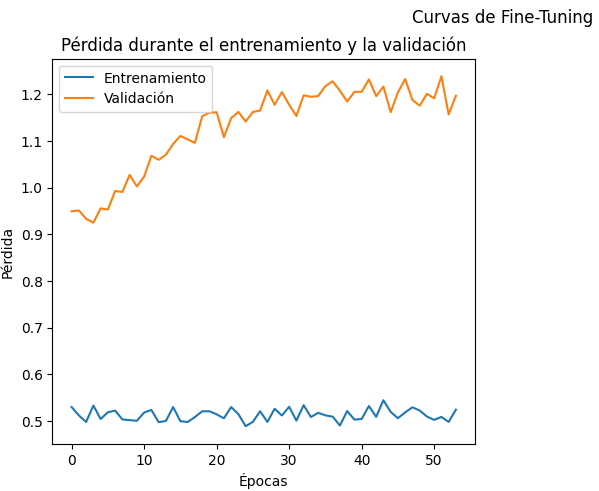 Curvas de Fine-Tuning
Pérdida durante el entrenamiento y la validación
Entrenamiento
Validación
Pérdida
1.2
1.1
1.0
0.9
0.8
0.7
0.6
0.5
0 10 20 30 40 50
Épocas